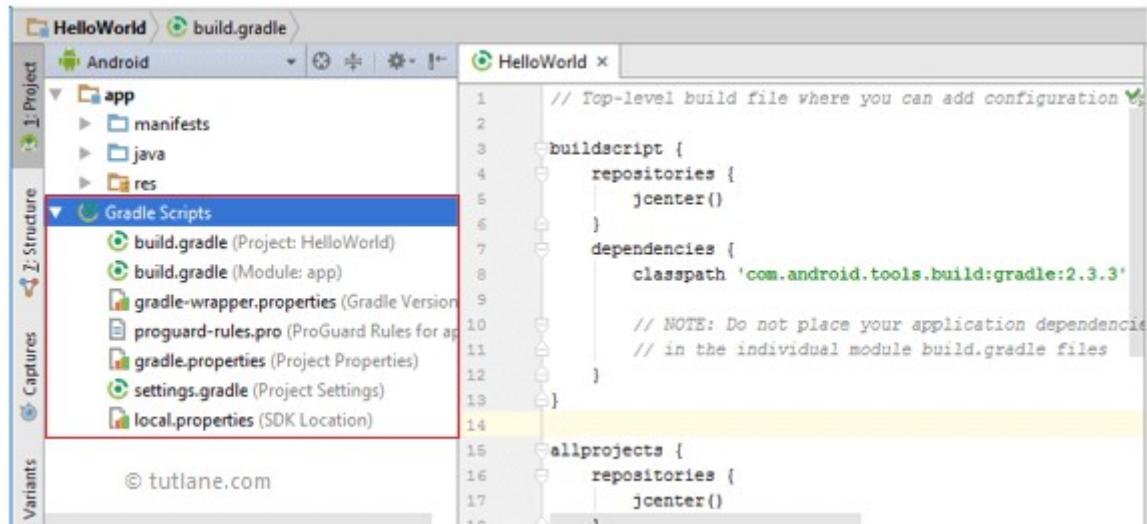 HelloWorld build.gradle
1: Project
7: Structure
Captures
Variants
Android
app
manifests
java
res
Gradle Scripts
build.gradle (Project: HelloWorld)
build.gradle (Module: app)
gradle-wrapper.properties (Gradle Version
proguard-rules.pro (ProGuard Rules for ap
gradle.properties (Project Properties)
settings.gradle (Project Settings)
local.properties (SDK Location)
© tutlane.com
HelloWorld ×
1 // Top-level build file where you can add configuration
2
3 buildscript {
4 repositories {
5 jcenter()
6 }
7 dependencies {
8 classpath 'com.android.tools.build:gradle:2.3.3'
9
10 // NOTE: Do not place your application dependencie
11 // in the individual module build.gradle files
12 }
13 }
14
15 allprojects {
16 repositories {
17 jcenter()